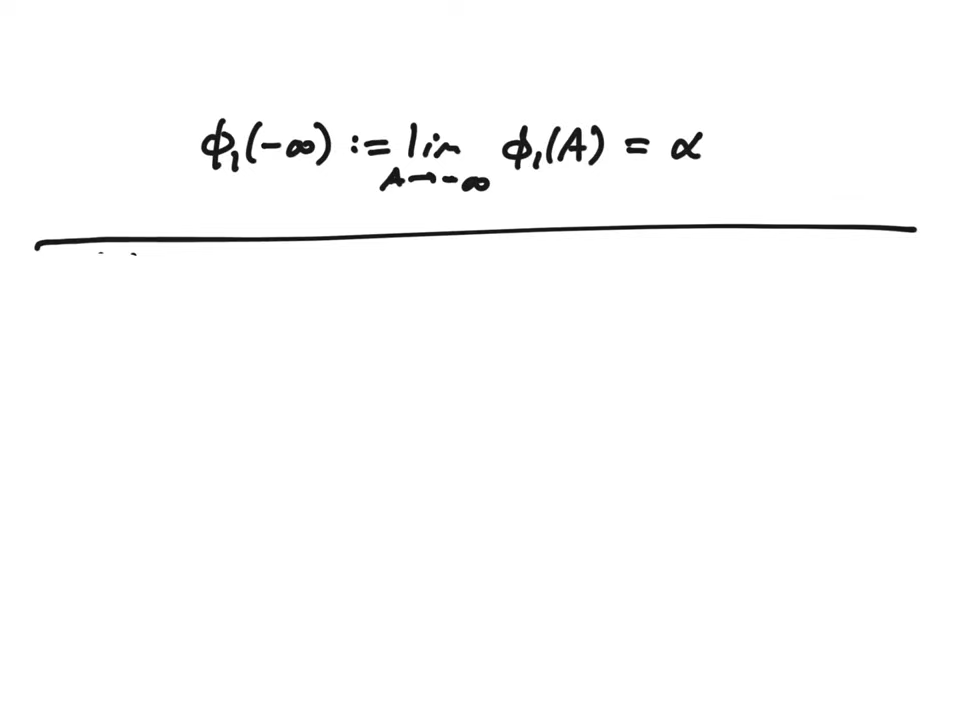 ϕ₁(-∞) := lim_{A→-∞} ϕ₁(A) = α